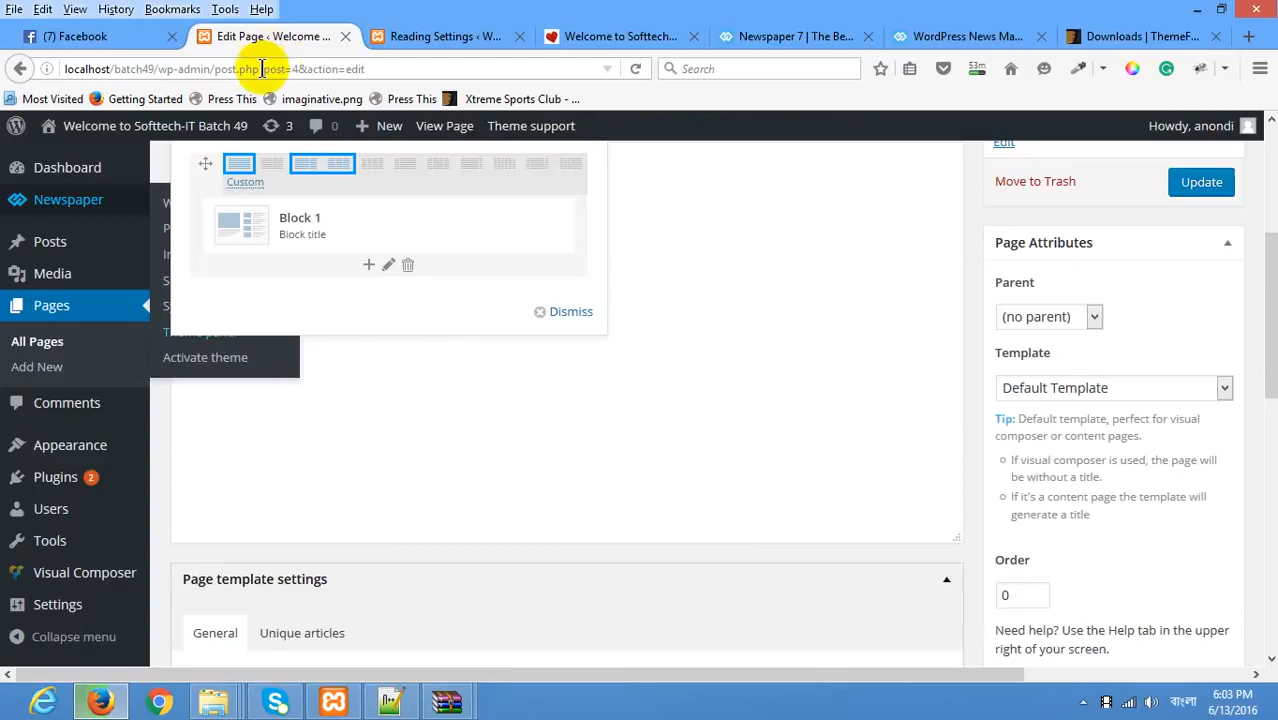 File Edit View History Bookmarks Tools Help
(7) Facebook
Edit Page ‹ Welcome ...
Reading Settings ‹ W...
Welcome to Softtech...
Newspaper 7 | The Be...
WordPress News Ma...
Downloads | ThemeF...
localhost/batch49/wp-admin/post.php?post=4&action=edit
Search
53m
Most Visited
Getting Started
Press This
imaginative.png
Press This
Xtreme Sports Club - ...
Welcome to Softtech-IT Batch 49
3
0
New
View Page
Theme support
Howdy, anondi
Dashboard
Newspaper
Posts
Media
Pages
All Pages
Add New
Comments
Appearance
Plugins 2
Users
Tools
Visual Composer
Settings
Collapse menu
Activate theme
Custom
Block 1
Block title
Dismiss
Page template settings
General
Unique articles
Edit
Move to Trash
Update
Page Attributes
Parent
(no parent)
Template
Default Template
Tip: Default template, perfect for visual
composer or content pages.
If visual composer is used, the page will
be without a title.
If it's a content page the template will
generate a title
Order
0
Need help? Use the Help tab in the upper
right of your screen.
বাংলা
6:03 PM
6/13/2016